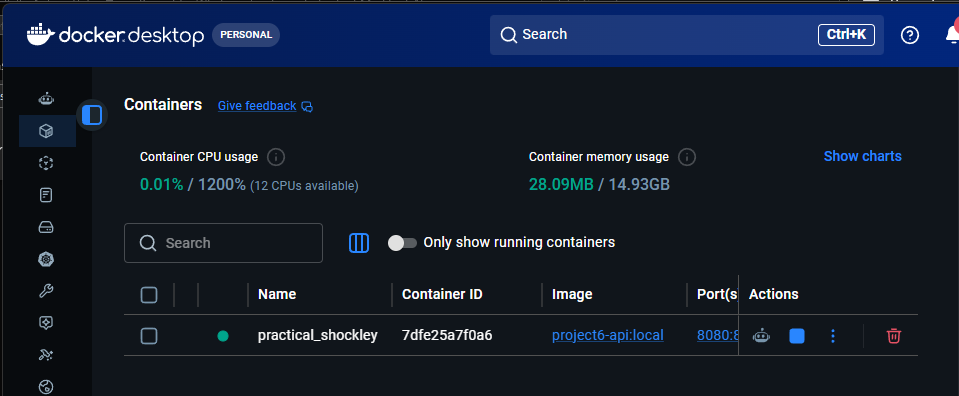 docker desktop PERSONAL Search Ctrl+K
Containers Give feedback
Container CPU usage Container memory usage Show charts
0.01% / 1200% (12 CPUs available) 28.09MB / 14.93GB
Search Only show running containers
Name Container ID Image Port(s Actions
practical_shockley 7dfe25a7f0a6 project6-api:local 8080:8